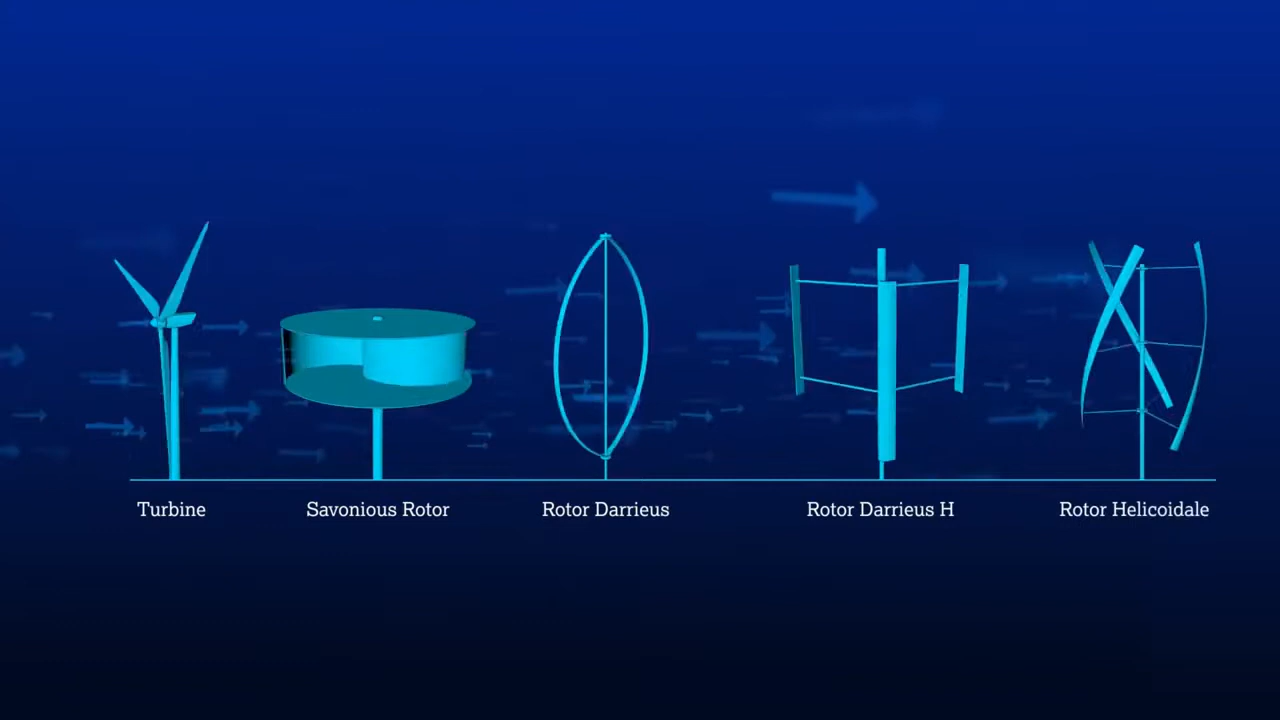 Turbine
Savonious Rotor
Rotor Darrieus
Rotor Darrieus H
Rotor Helicoidale